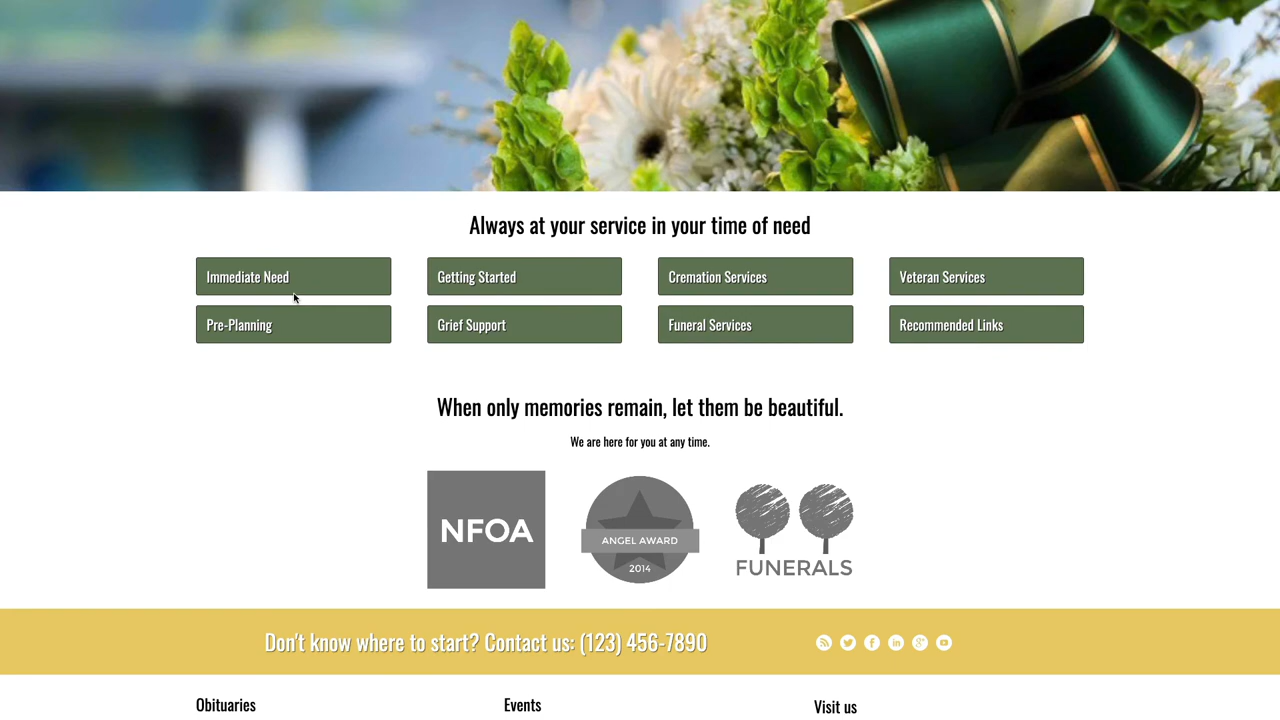 Always at your service in your time of need
Immediate Need
Getting Started
Cremation Services
Veteran Services
Pre-Planning
Grief Support
Funeral Services
Recommended Links
When only memories remain, let them be beautiful.
We are here for you at any time.
NFOA
ANGEL AWARD
2014
FUNERALS
Don't know where to start? Contact us: (123) 456-7890
Obituaries
Events
Visit us